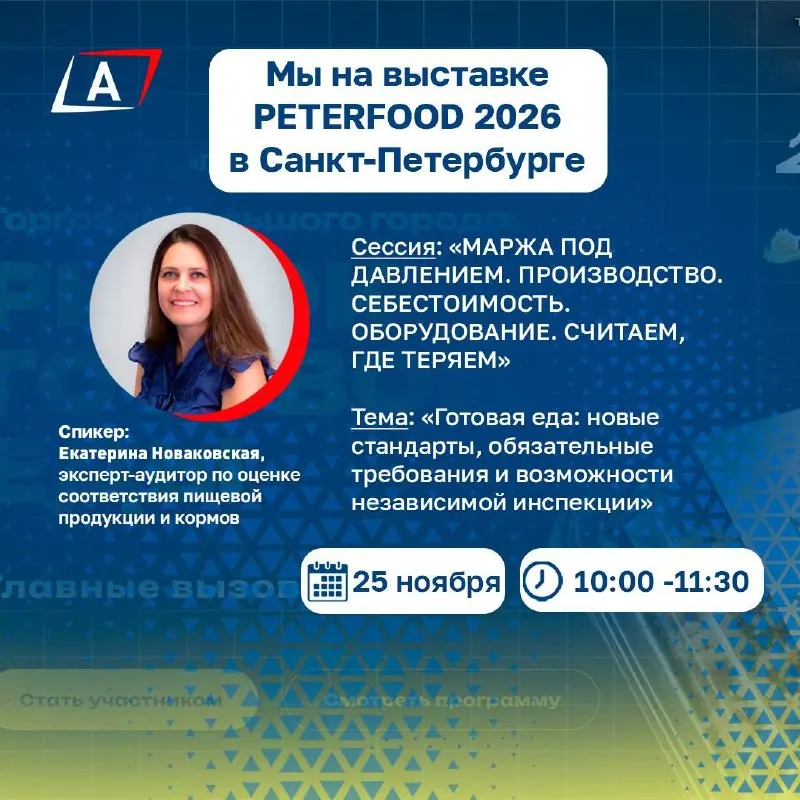 A
Мы на выставке
PETERFOOD 2026
в Санкт-Петербурге
Сессия: «МАРЖА ПОД
ДАВЛЕНИЕМ. ПРОИЗВОДСТВО.
СЕБЕСТОИМОСТЬ.
ОБОРУДОВАНИЕ. СЧИТАЕМ,
ГДЕ ТЕРЯЕМ»
Спикер:
Екатерина Новаковская,
эксперт-аудитор по оценке
соответствия пищевой
продукции и кормов
Тема: «Готовая еда: новые
стандарты, обязательные
требования и возможности
независимой инспекции»
25 ноября
10:00 -11:30
Главные вызов
Стать участником
Смотреть программу